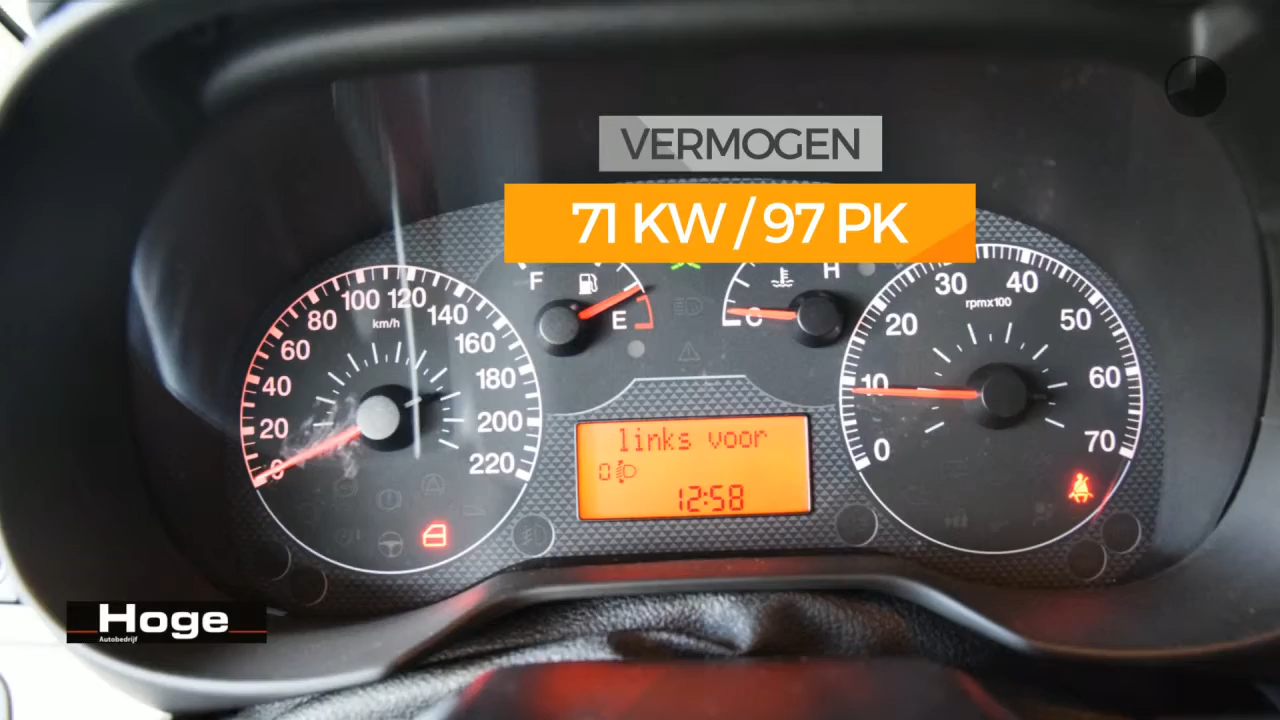 VERMOGEN
71 KW / 97 PK
F
E
C
H
0
20
40
60
80
100
120
140
160
180
200
220
km/h
0
10
20
30
40
50
60
70
rpmx100
links voor
0
12:58
Hoge
Autobedrijf